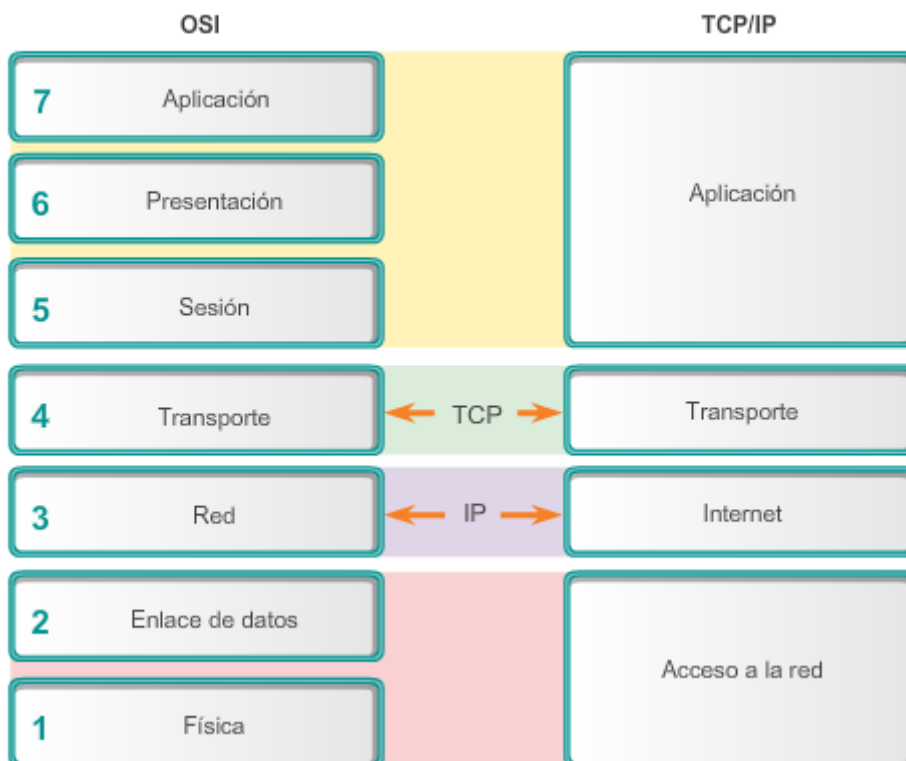 OSI
TCP/IP
7 Aplicación
6 Presentación
5 Sesión
Aplicación
4 Transporte
TCP
Transporte
3 Red
IP
Internet
2 Enlace de datos
1 Física
Acceso a la red